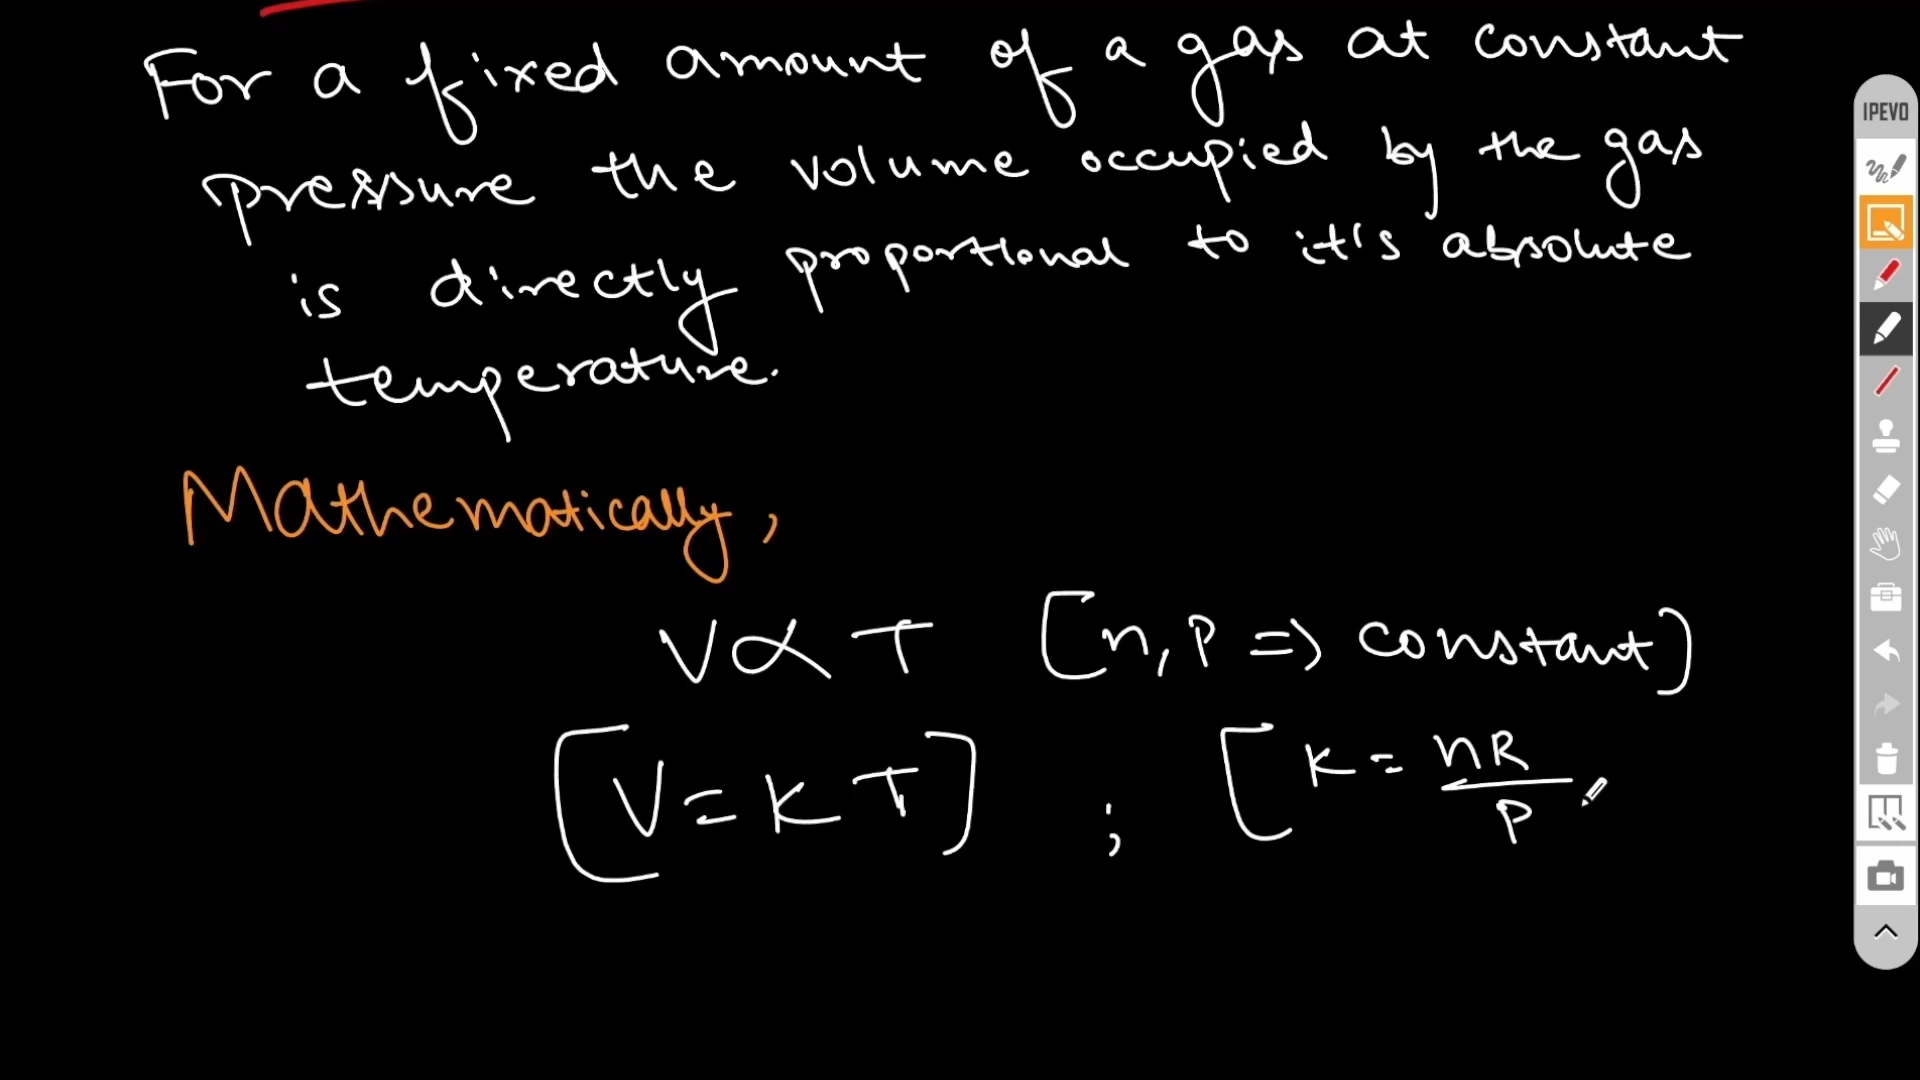 For a fixed amount of a gas at constant
pressure the volume occupied by the gas
is directly proportional to it's absolute
temperature.
Mathematically,
V ∝ T [n, P => constant]
[V = K T] ; [K = nR/P
IPEVO